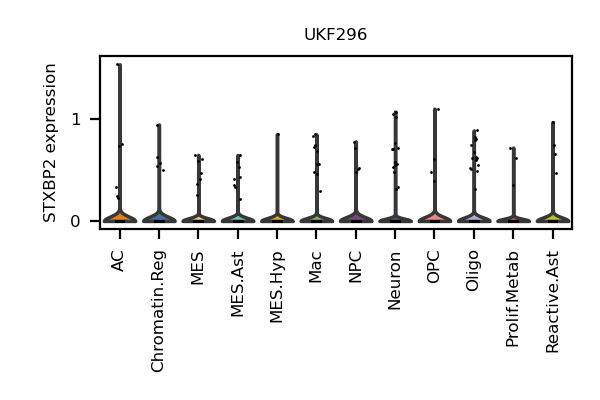 UKF296
STXBP2 expression
1
0
AC
Chromatin.Reg
MES
MES.Ast
MES.Hyp
Mac
NPC
Neuron
OPC
Oligo
Prolif.Metab
Reactive.Ast